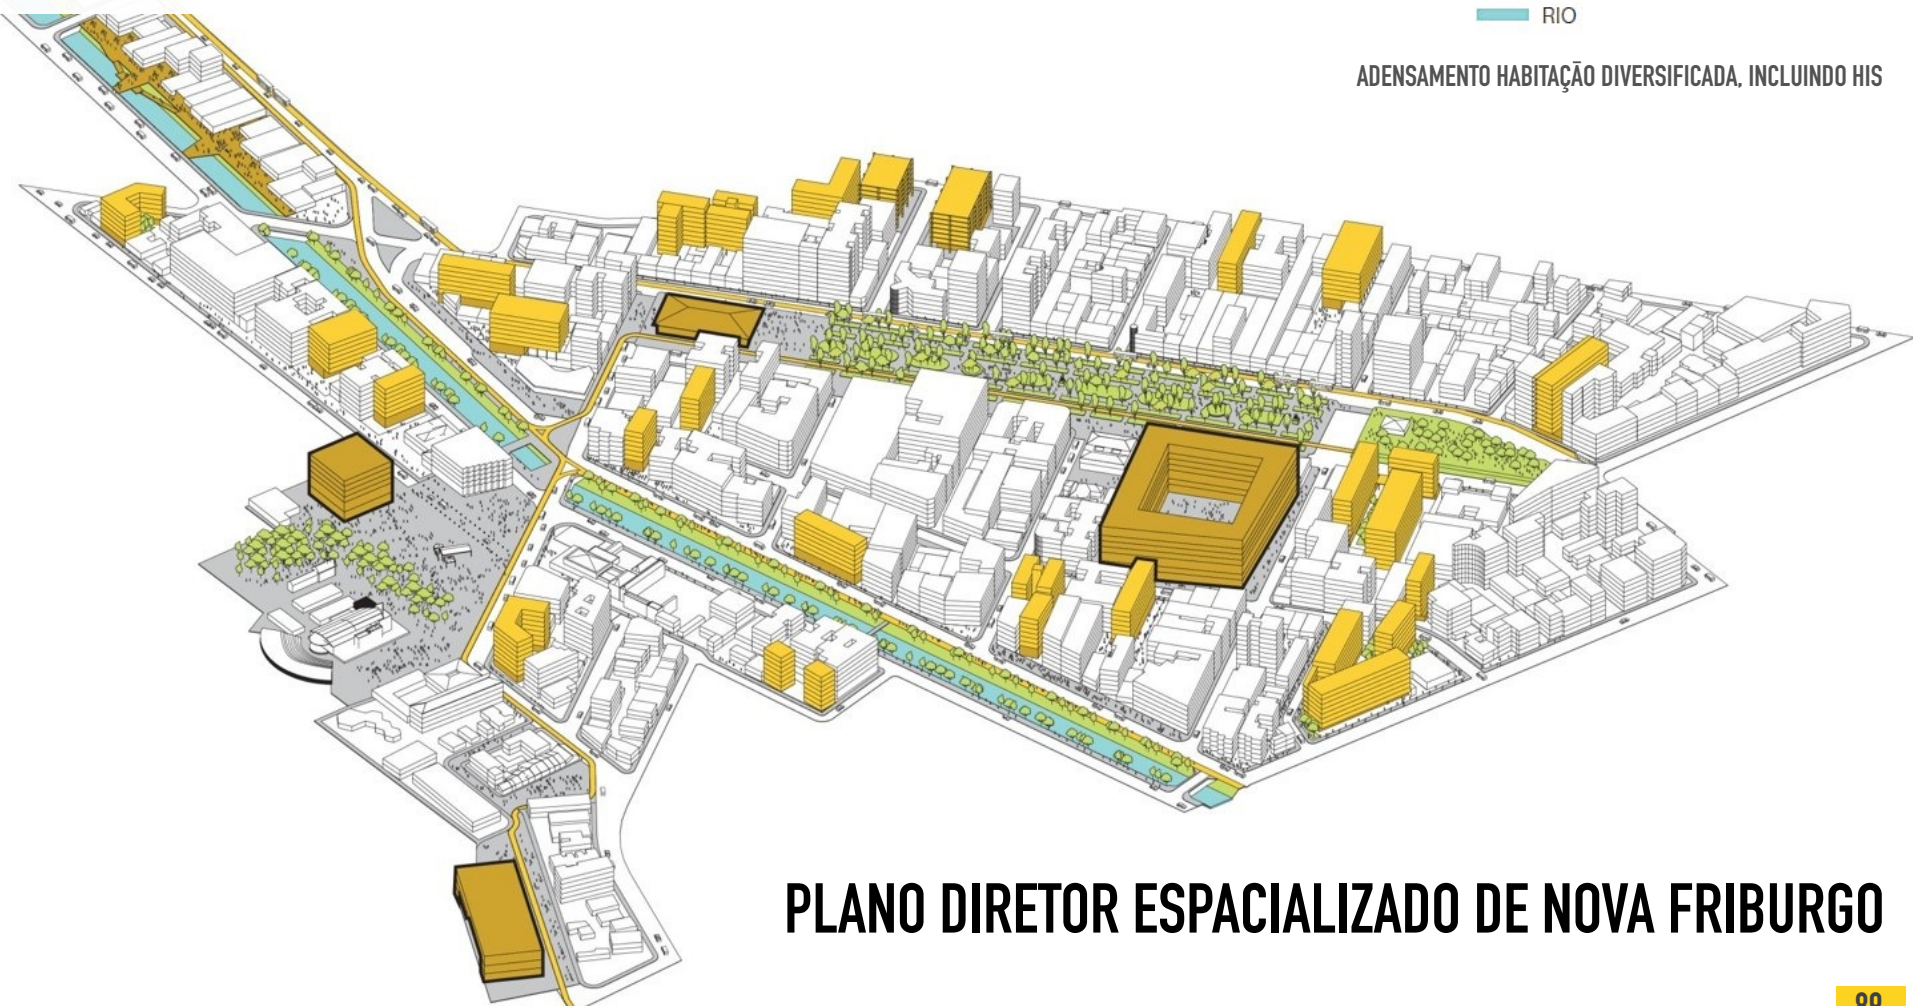 RIO
ADENSAMENTO HABITAÇÃO DIVERSIFICADA, INCLUINDO HIS
PLANO DIRETOR ESPACIALIZADO DE NOVA FRIBURGO